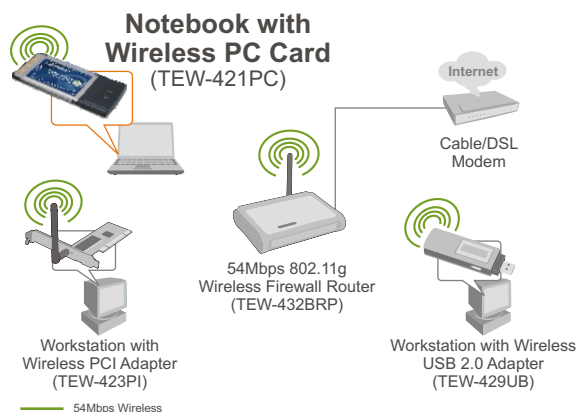 Notebook with
Wireless PC Card
(TEW-421PC)
Internet
Cable/DSL
Modem
54Mbps 802.11g
Wireless Firewall Router
(TEW-432BRP)
Workstation with
Wireless PCI Adapter
(TEW-423PI)
Workstation with Wireless
USB 2.0 Adapter
(TEW-429UB)
54Mbps Wireless